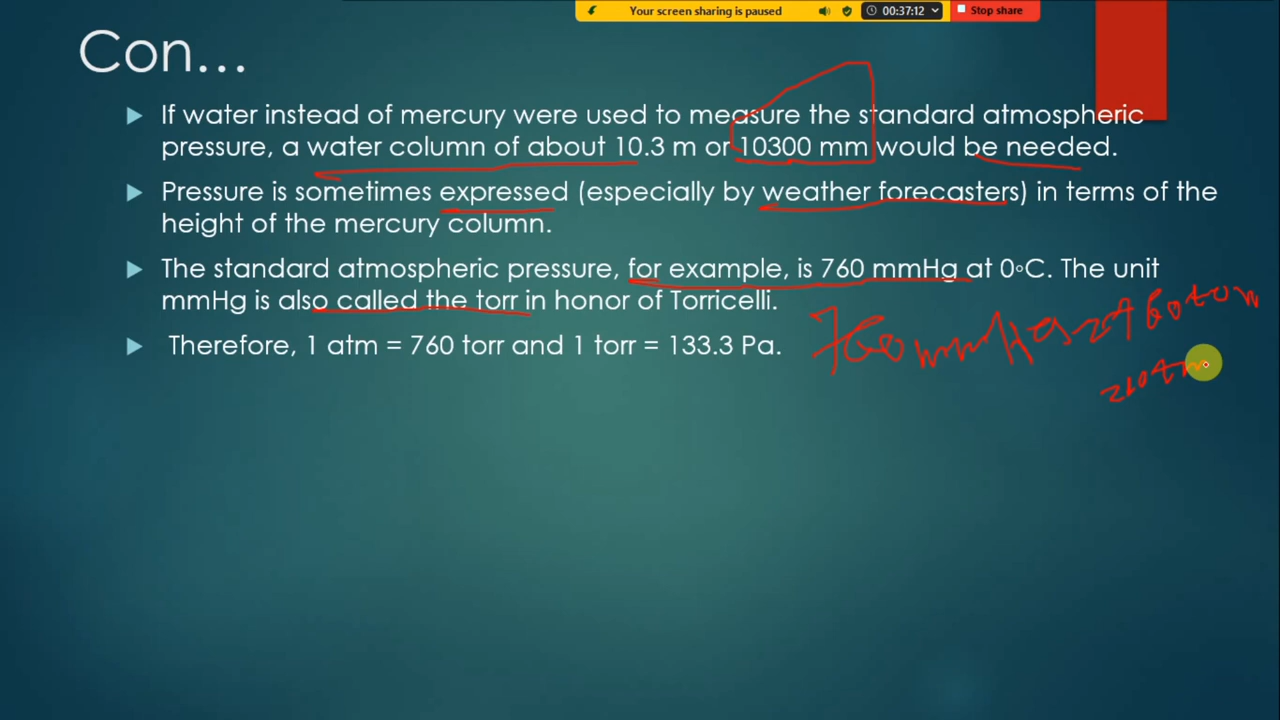 Your screen sharing is paused
00:37:12
Stop share
Con…
If water instead of mercury were used to measure the standard atmospheric
pressure, a water column of about 10.3 m or 10300 mm would be needed.
Pressure is sometimes expressed (especially by weather forecasters) in terms of the
height of the mercury column.
The standard atmospheric pressure, for example, is 760 mmHg at 0◦C. The unit
mmHg is also called the torr in honor of Torricelli.
Therefore, 1 atm = 760 torr and 1 torr = 133.3 Pa.
760 mmHg =